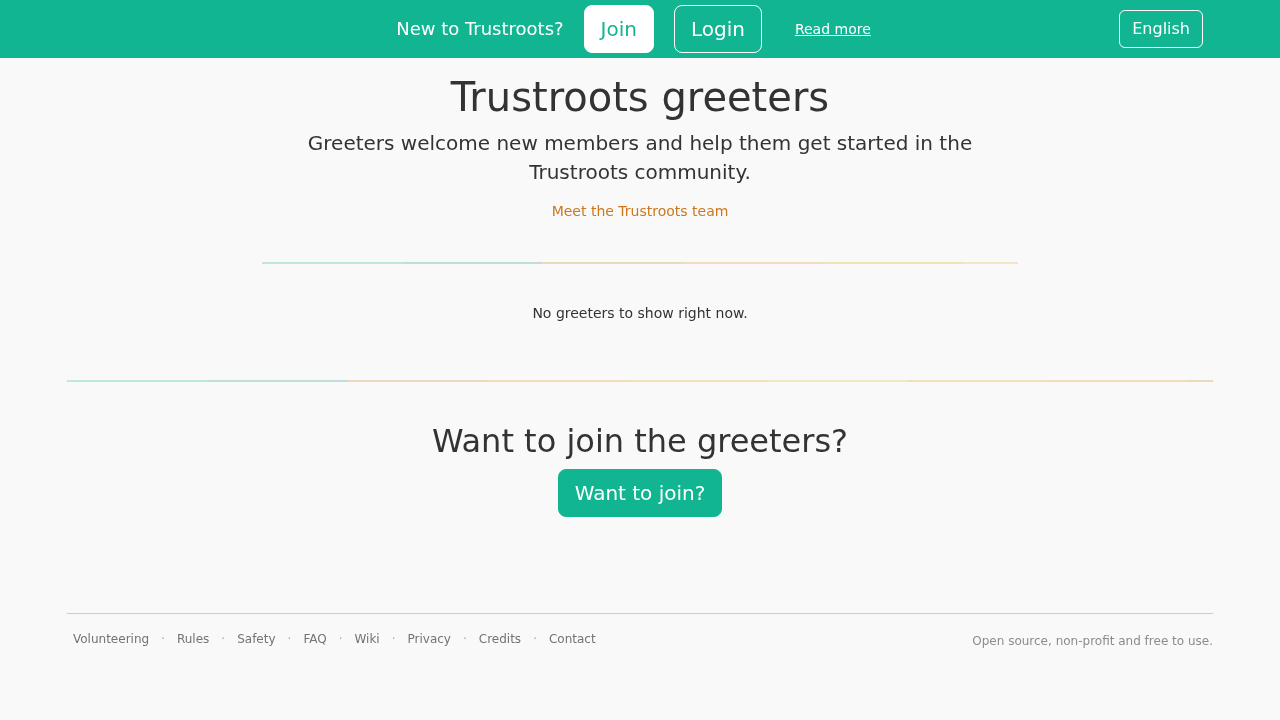 New to Trustroots? Join Login Read more English
Trustroots greeters
Greeters welcome new members and help them get started in the
Trustroots community.
Meet the Trustroots team
No greeters to show right now.
Want to join the greeters?
Want to join?
Volunteering · Rules · Safety · FAQ · Wiki · Privacy · Credits · Contact
Open source, non-profit and free to use.